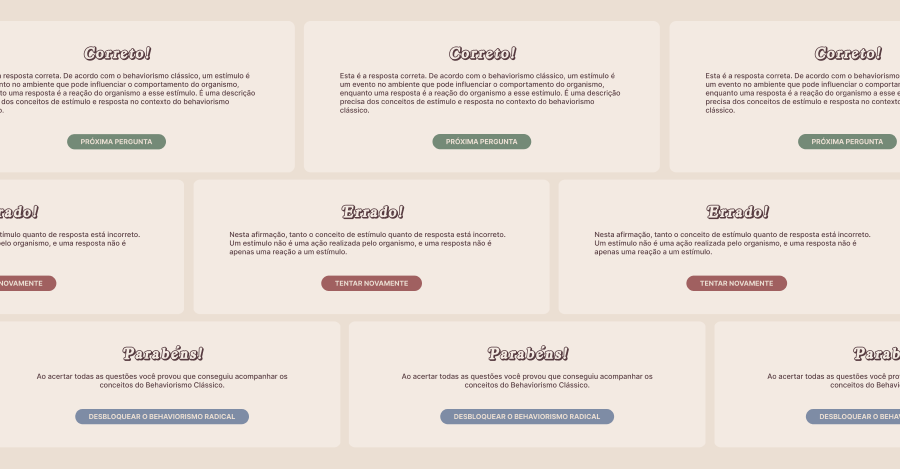 Correto!
Correto!
Correto!
resposta correta. De acordo com o behaviorismo clássico, um estímulo é
no ambiente que pode influenciar o comportamento do organismo,
uma resposta é a reação do organismo a esse estímulo. É uma descrição
dos conceitos de estímulo e resposta no contexto do behaviorismo
PRÓXIMA PERGUNTA
Esta é a resposta correta. De acordo com o behaviorismo clássico, um estímulo é
um evento no ambiente que pode influenciar o comportamento do organismo,
enquanto uma resposta é a reação do organismo a esse estímulo. É uma descrição
precisa dos conceitos de estímulo e resposta no contexto do behaviorismo
clássico.
PRÓXIMA PERGUNTA
Esta é a resposta correta. De acordo com o behaviorismo
um evento no ambiente que pode influenciar o comportamento
enquanto uma resposta é a reação do organismo a esse
precisa dos conceitos de estímulo e resposta no
clássico.
PRÓXIMA PERGUNTA
Errado!
Errado!
quanto de resposta está incorreto.
organismo, e uma resposta não é
NOVAMENTE
Nesta afirmação, tanto o conceito de estímulo quanto de resposta está incorreto.
Um estímulo não é uma ação realizada pelo organismo, e uma resposta não é
apenas uma reação a um estímulo.
TENTAR NOVAMENTE
Nesta afirmação, tanto o conceito de estímulo quanto de resposta está incorreto.
Um estímulo não é uma ação realizada pelo organismo, e uma resposta não é
apenas uma reação a um estímulo.
TENTAR NOVAMENTE
Parabéns!
Ao acertar todas as questões você provou que conseguiu acompanhar os
conceitos do Behaviorismo Clássico.
DESBLOQUEAR O BEHAVIORISMO RADICAL
Parabéns!
Ao acertar todas as questões você provou que conseguiu acompanhar os
conceitos do Behaviorismo Clássico.
DESBLOQUEAR O BEHAVIORISMO RADICAL
Parab
Ao acertar todas as questões você
conceitos do
DESBLOQUEAR O